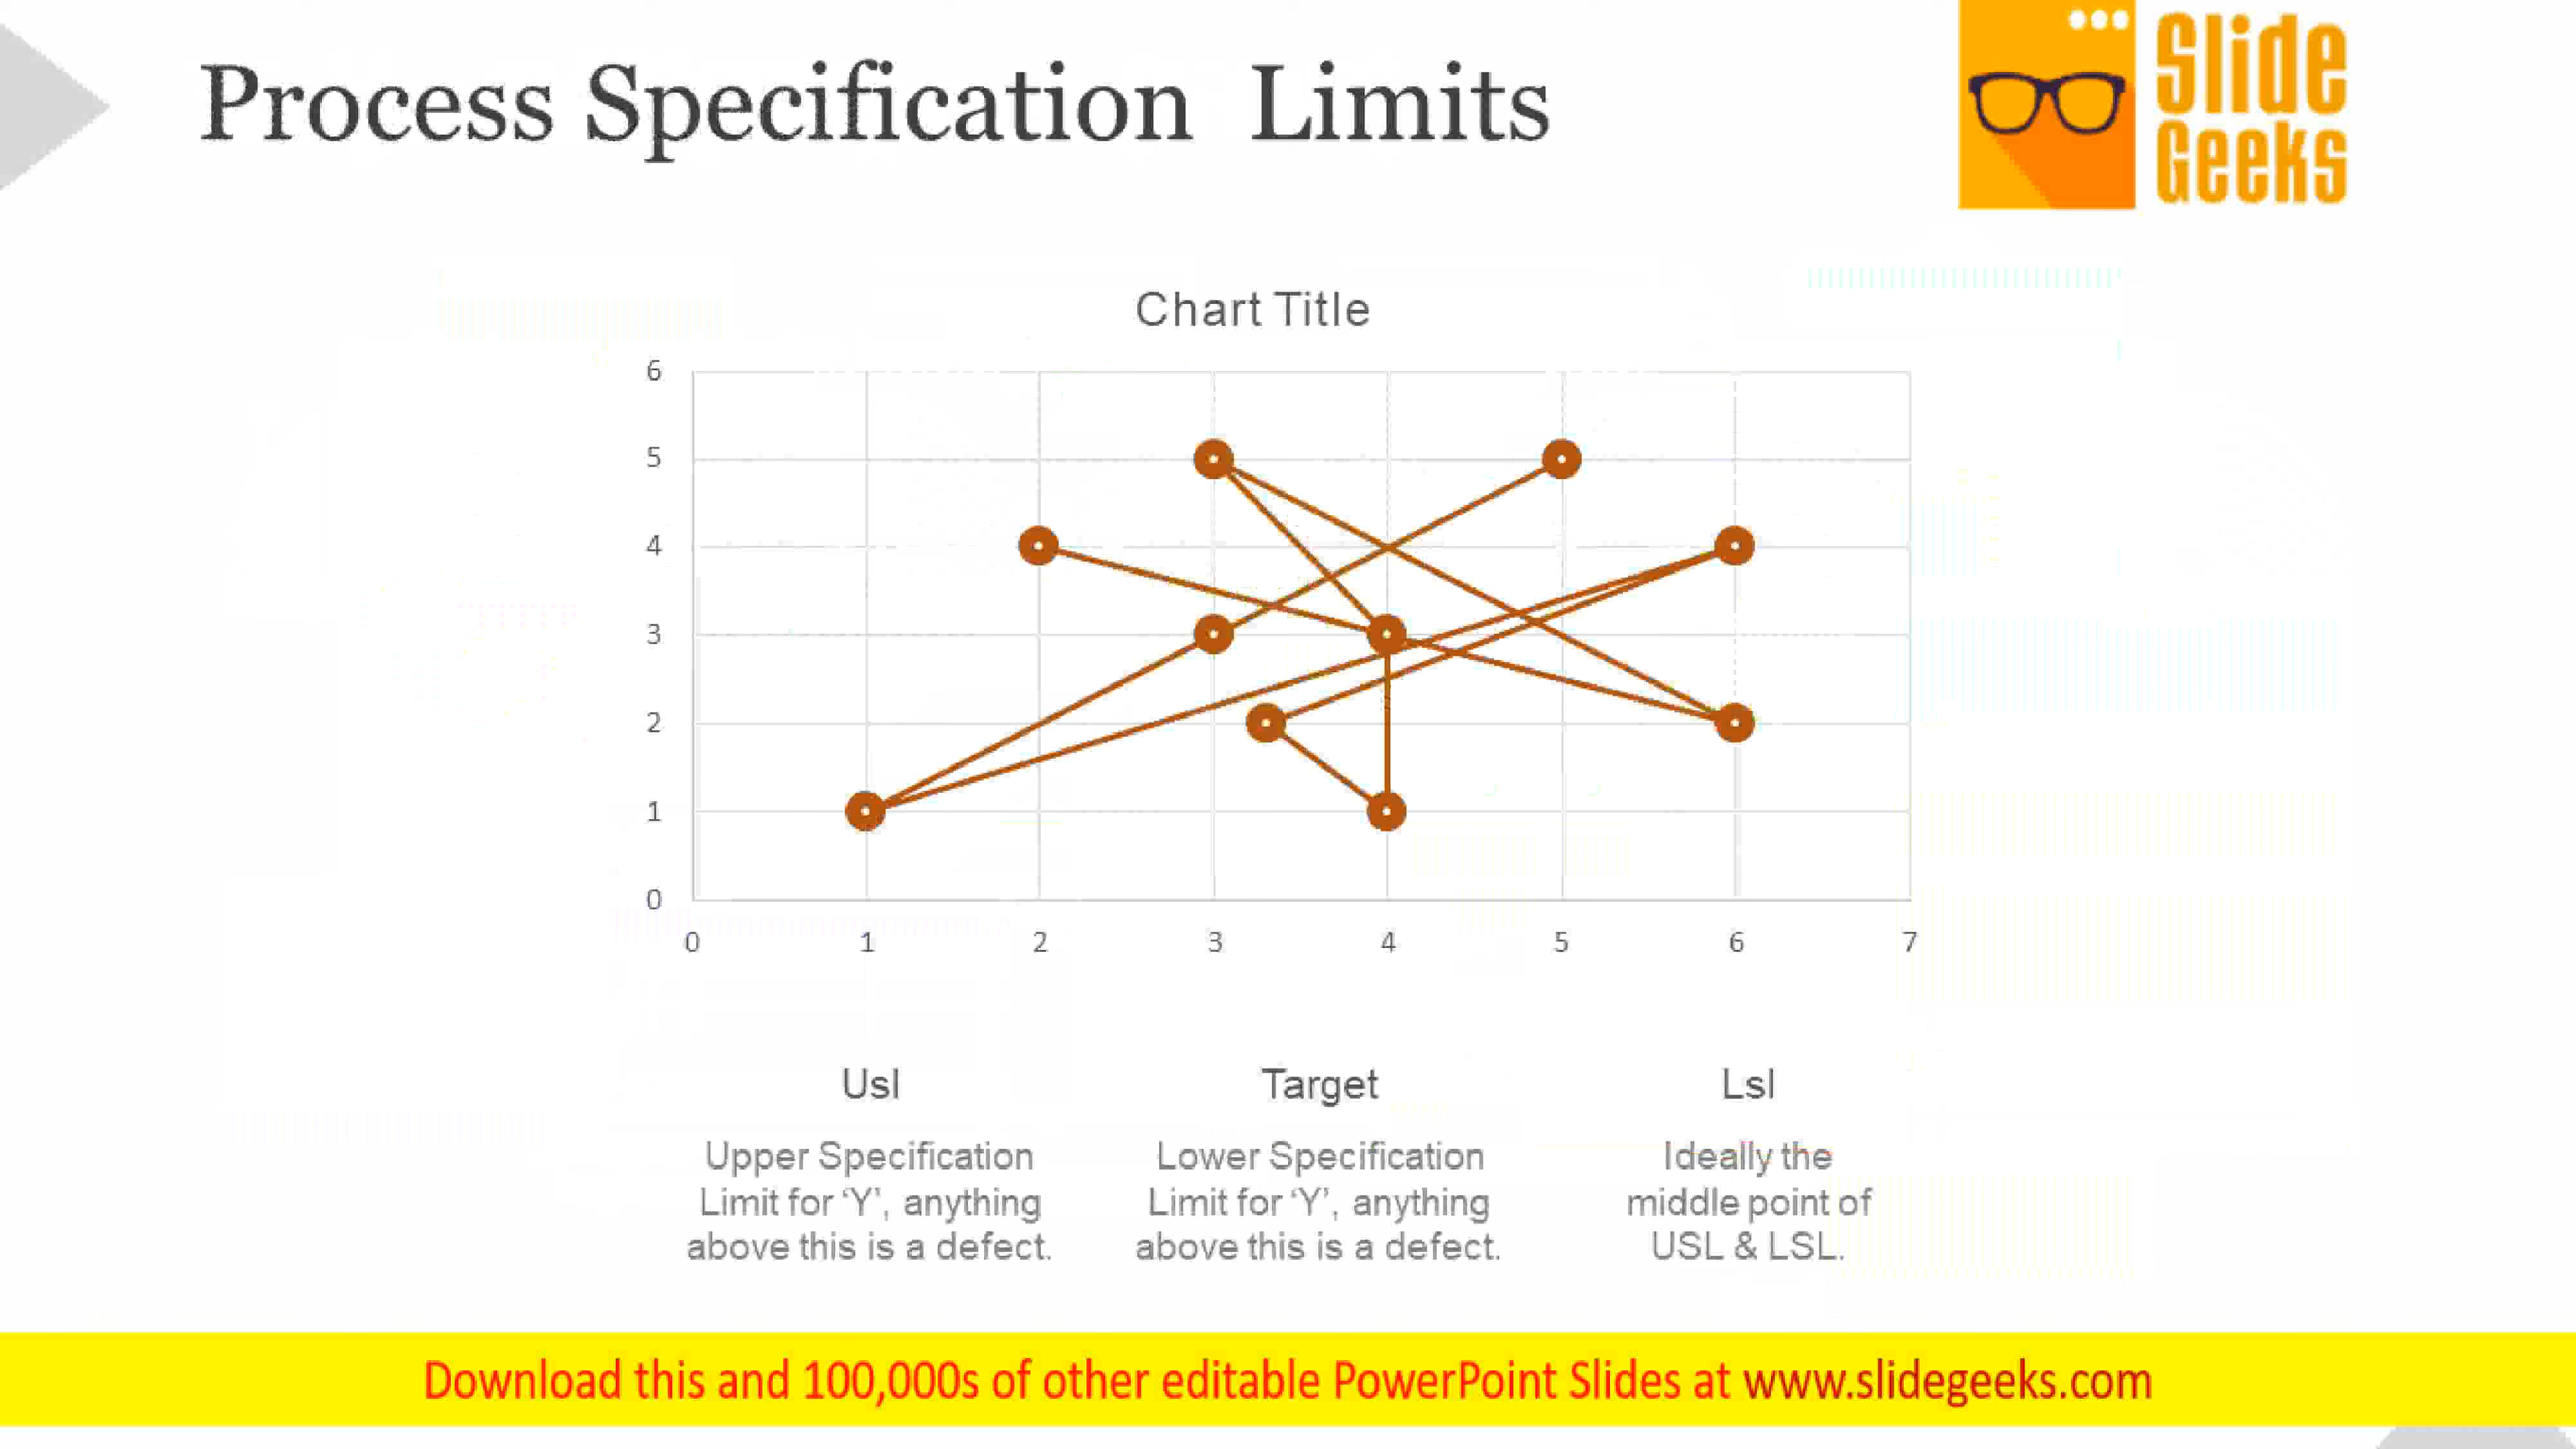 Process Specification Limits
Slide
Geeks
Chart Title
6
5
4
3
2
1
0
0 1 2 3 4 5 6 7
Usl
Upper Specification
Limit for ‘Y’, anything
above this is a defect.
Target
Lower Specification
Limit for ‘Y’, anything
above this is a defect.
Lsl
Ideally the
middle point of
USL & LSL.
Download this and 100,000s of other editable PowerPoint Slides at www.slidegeeks.com